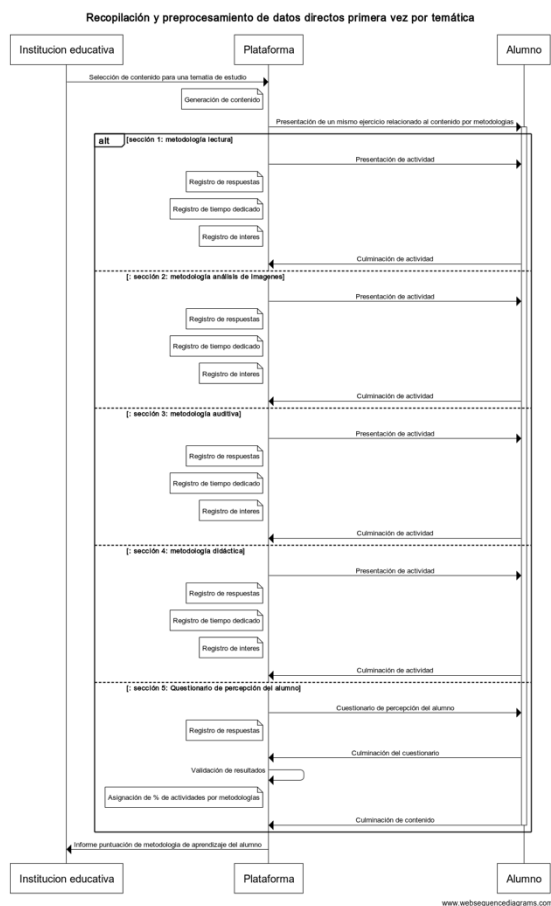 Recopilación y preprocesamiento de datos directos primera vez por temática
Institucion educativa
Plataforma
Alumno
Selección de contenido para una tematia de estudio
Generación de contenido
Presentación de un mismo ejercicio relacionado al contenido por metodologias
alt
[sección 1: metodología lectura]
Presentación de actividad
Registro de respuestas
Registro de tiempo dedicado
Registro de interes
Culminación de actividad
[: sección 2: metodología análisis de imagenes]
Presentación de actividad
Registro de respuestas
Registro de tiempo dedicado
Registro de interes
Culminación de actividad
[: sección 3: metodología auditiva]
Presentación de actividad
Registro de respuestas
Registro de tiempo dedicado
Registro de interes
Culminación de actividad
[: sección 4: metodología didáctica]
Presentación de actividad
Registro de respuestas
Registro de tiempo dedicado
Registro de interes
Culminación de actividad
[: sección 5: Questionario de percepción del alumno]
Cuestionario de percepción del alumno
Registro de respuestas
Culminación del cuestionario
Validación de resultados
Asignación de % de actividades por metodologías
Culminación de contenido
Informe puntuación de metodologia de aprendizaje del alumno
Institucion educativa
Plataforma
Alumno
www.websequencediagrams.com